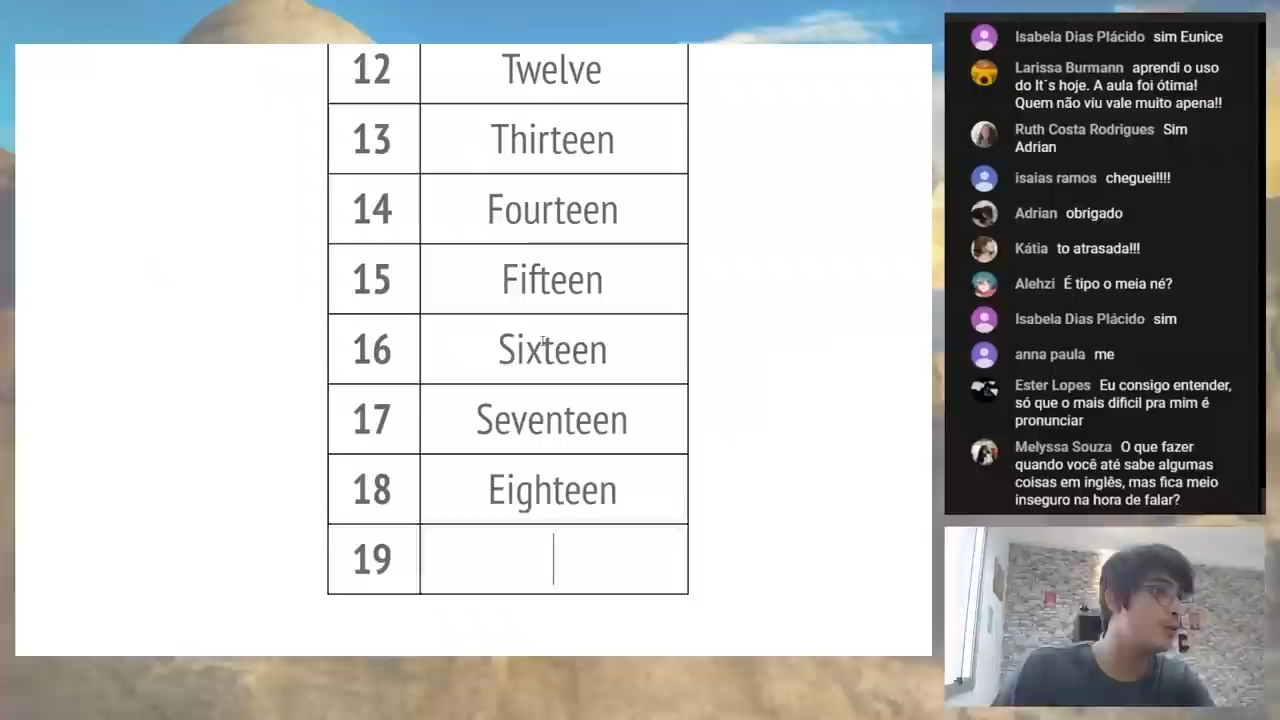 12 Twelve
13 Thirteen
14 Fourteen
15 Fifteen
16 Sixteen
17 Seventeen
18 Eighteen
19
Isabela Dias Plácido sim Eunice
Larissa Burmann aprendi o uso
do It´s hoje. A aula foi ótima!
Quem não viu vale muito apena!!
Ruth Costa Rodrigues Sim
Adrian
isaias ramos cheguei!!!!
Adrian obrigado
Kátia to atrasada!!!
Alehzi É tipo o meia né?
Isabela Dias Plácido sim
anna paula me
Ester Lopes Eu consigo entender,
só que o mais dificil pra mim é
pronunciar
Melyssa Souza O que fazer
quando você até sabe algumas
coisas em inglês, mas fica meio
inseguro na hora de falar?